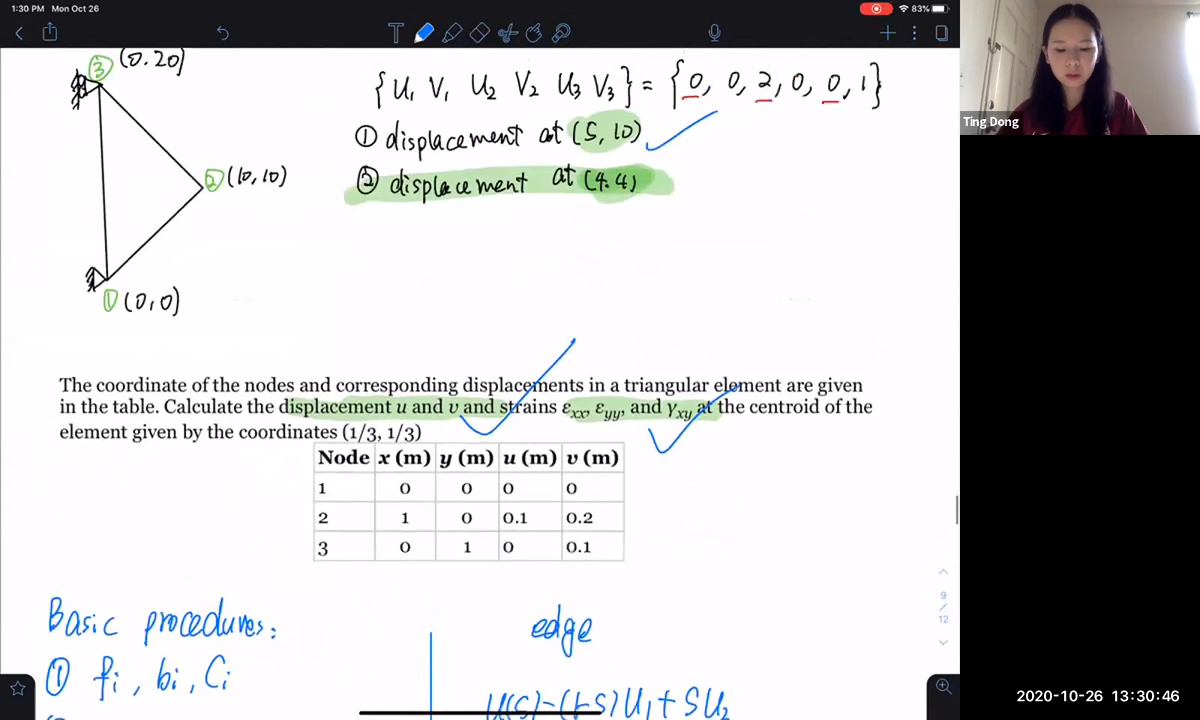 1:30 PM Mon Oct 26
83%
T
③ (0.20)
② (10, 10)
① (0,0)
{U₁ V₁ U₂ V₂ U₃ V₃} = {0, 0, 2, 0, 0, 1}
① displacement at (5, 10)
② displacement at (4.4)
Ting Dong
The coordinate of the nodes and corresponding displacements in a triangular element are given
in the table. Calculate the displacement u and v and strains εxx, εyy, and γxy at the centroid of the
element given by the coordinates (1/3, 1/3)
Node x (m) y (m) u (m) v (m)
1 0 0 0 0
2 1 0 0.1 0.2
3 0 1 0 0.1
Basic procedures:
① fi, bi, Ci
edge
U(S)=(1-S)U₁+SU₂
9
/
12
2020-10-26 13:30:46